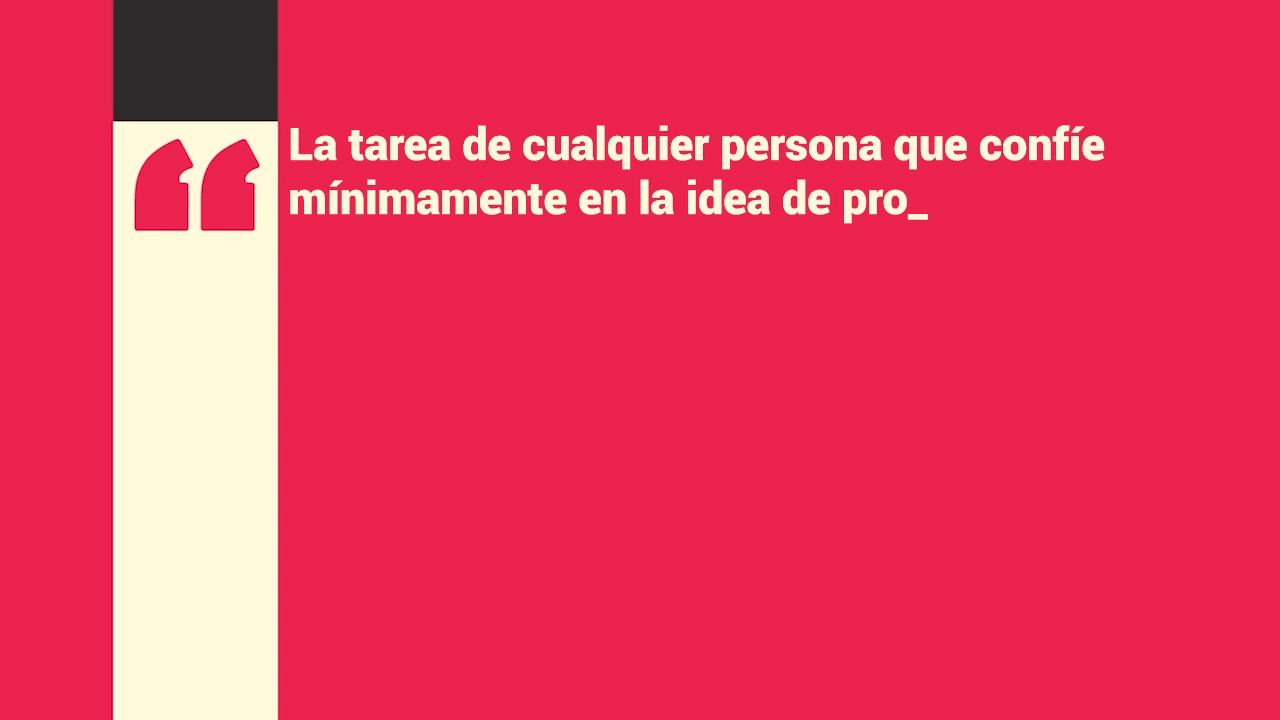 “
La tarea de cualquier persona que confíe
mínimamente en la idea de pro_